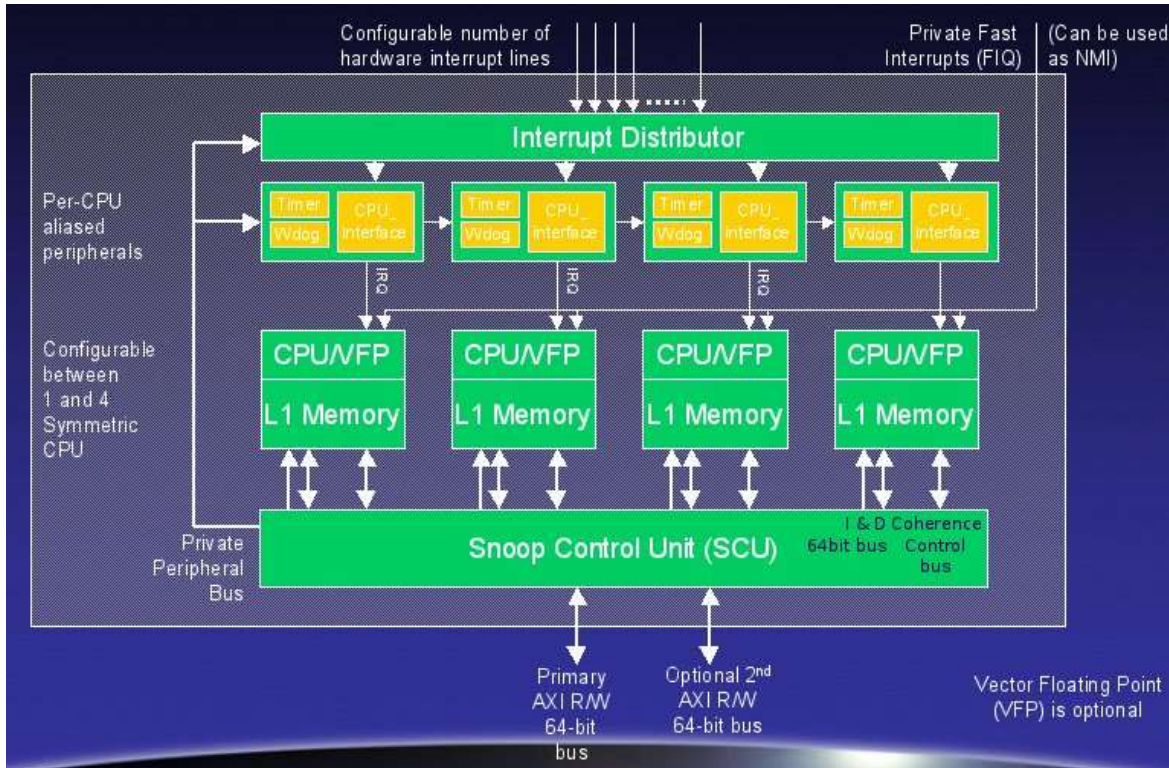 Configurable number of
hardware interrupt lines
Private Fast
Interrupts (FIQ)
(Can be used
as NMI)
Interrupt Distributor
Per-CPU
aliased
peripherals
Timer
Wdog
CPU_
interface
Timer
Wdog
CPU_
interface
Timer
Wdog
CPU_
interface
Timer
Wdog
CPU_
interface
IRQ
IRQ
IRQ
Configurable
between
1 and 4
Symmetric
CPU
CPU/VFP
L1 Memory
CPU/VFP
L1 Memory
CPU/VFP
L1 Memory
CPU/VFP
L1 Memory
Private
Peripheral
Bus
Snoop Control Unit (SCU)
I & D
64bit bus
Coherence
Control
bus
Primary
AXI R/W
64-bit
bus
Optional 2nd
AXI R/W
64-bit bus
Vector Floating Point
(VFP) is optional